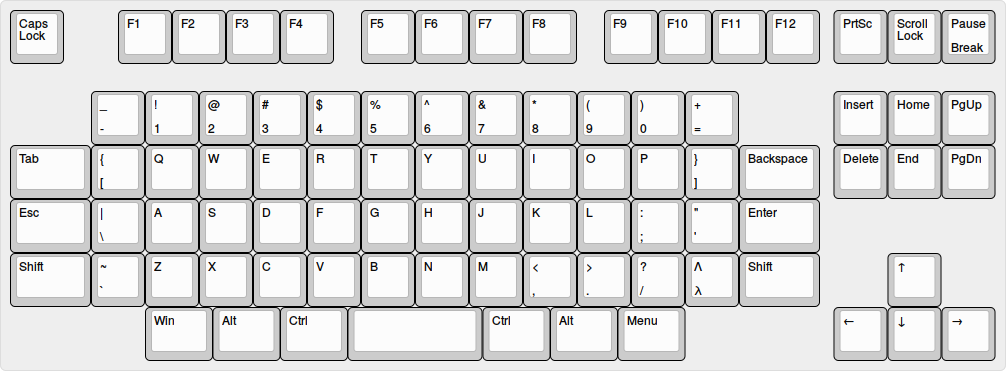 Caps Lock F1 F2 F3 F4 F5 F6 F7 F8 F9 F10 F11 F12 PrtSc Scroll Lock Pause Break
_ ! @ # $ % ^ & * ( ) + Insert Home PgUp
- 1 2 3 4 5 6 7 8 9 0 =
Tab { Q W E R T Y U I O P } Backspace Delete End PgDn
[ ]
Esc | A S D F G H J K L : " Enter
\ ; '
Shift ~ Z X C V B N M < > ? Λ Shift ↑
` , . / λ
Win Alt Ctrl Ctrl Alt Menu ← ↓ →